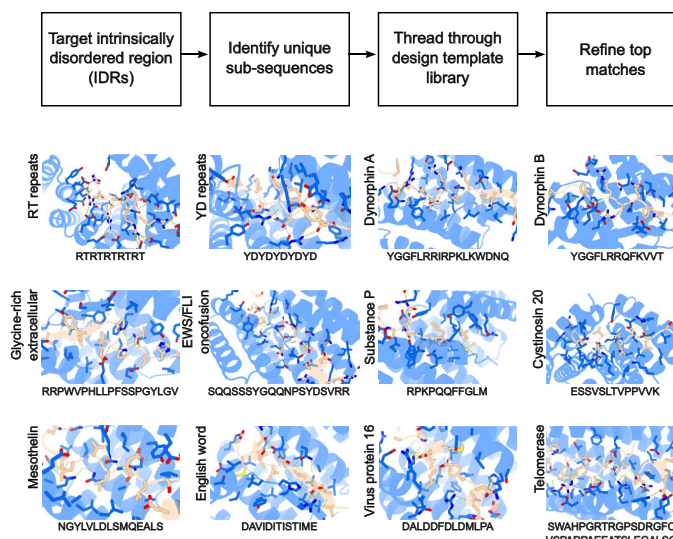 Target intrinsically
disordered region
(IDRs)
Identify unique
sub-sequences
Thread through
design template
library
Refine top
matches
RT repeats
RTRTRTRTRT
YD repeats
YDYDYDYDYD
Dynorphin A
YGGFLRRIRPKLKWDNQ
Dynorphin B
YGGFLRRQFKVVT
Glycine-rich
extracellular
RRPWVPHLLPFSSPGYLGV
EWS/FLI
oncofusion
SQQSSSYGQQNPSYDSVRR
Substance P
RPKPQQFFGLM
Cystinosin 20
ESSVSLTVPPVVK
Mesothelin
NGYLVLDLSMQEALS
English word
DAVIDITISTIME
Virus protein 16
DALDDFDLDMLPA
Telomerase
SWAHPGRTRGPSDRGFC